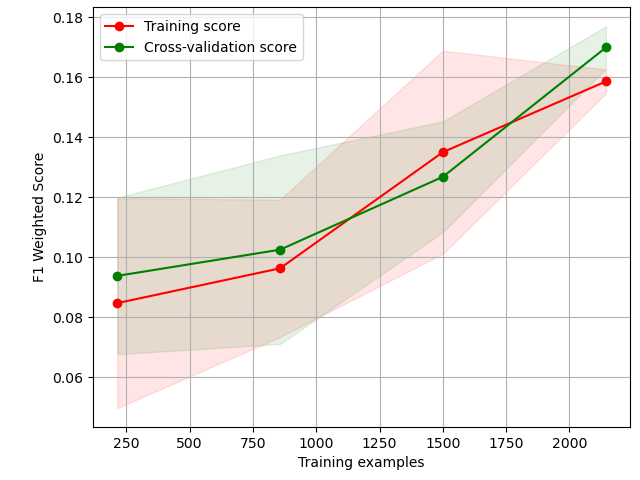 Training score
Cross-validation score
0.18
0.16
0.14
0.12
0.10
0.08
0.06
F1 Weighted Score
250 500 750 1000 1250 1500 1750 2000
Training examples